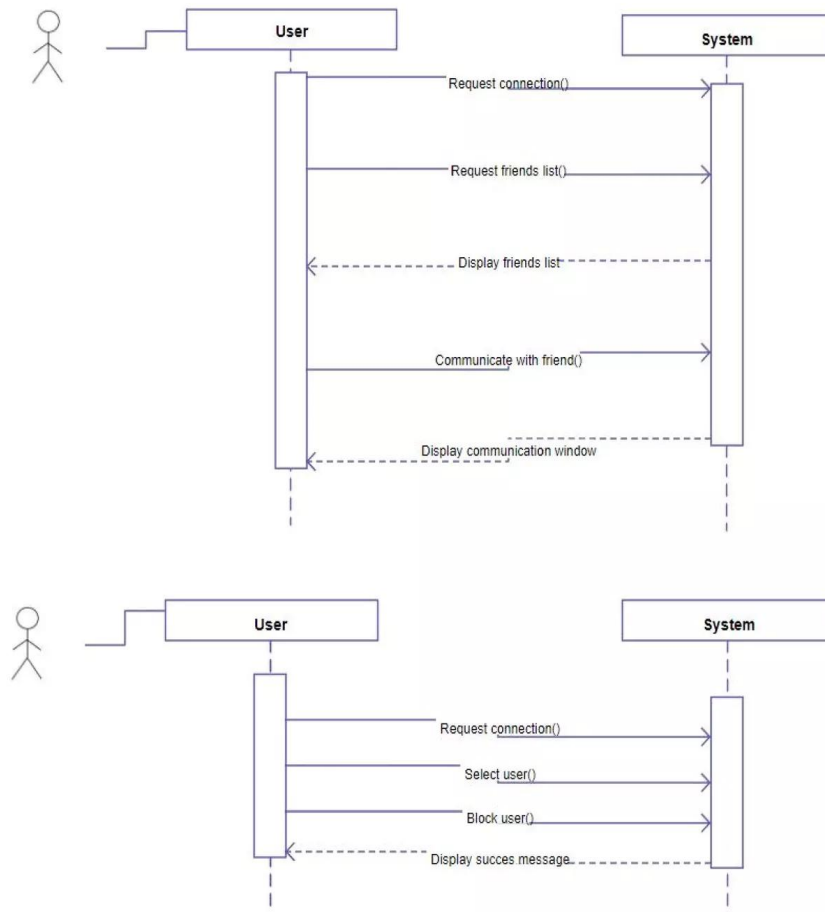 User
System
Request connection()
Request friends list()
Display friends list
Communicate with friend()
Display communication window
User
System
Request connection()
Select user()
Block user()
Display succes message